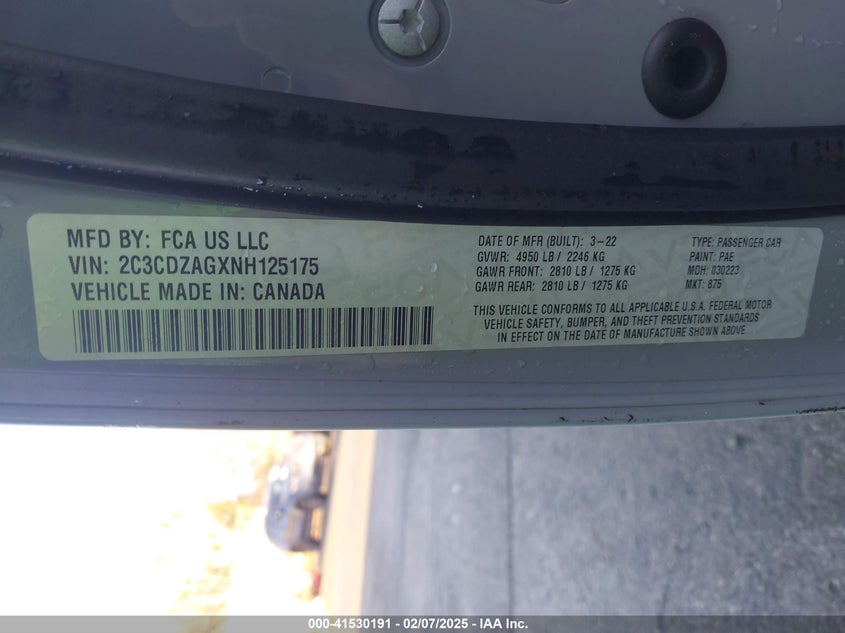 MFD BY: FCA US LLC
VIN: 2C3CDZAGXNH125175
VEHICLE MADE IN: CANADA
DATE OF MFR (BUILT): 3-22
GVWR: 4950 LB / 2246 KG
GAWR FRONT: 2810 LB / 1275 KG
GAWR REAR: 2810 LB / 1275 KG
TYPE: PASSENGER CAR
PAINT: PAE
MDH: 030223
MKT: 875
THIS VEHICLE CONFORMS TO ALL APPLICABLE U.S.A. FEDERAL MOTOR
VEHICLE SAFETY, BUMPER, AND THEFT PREVENTION STANDARDS
IN EFFECT ON THE DATE OF MANUFACTURE SHOWN ABOVE
000-41530191 - 02/07/2025 - IAA Inc.